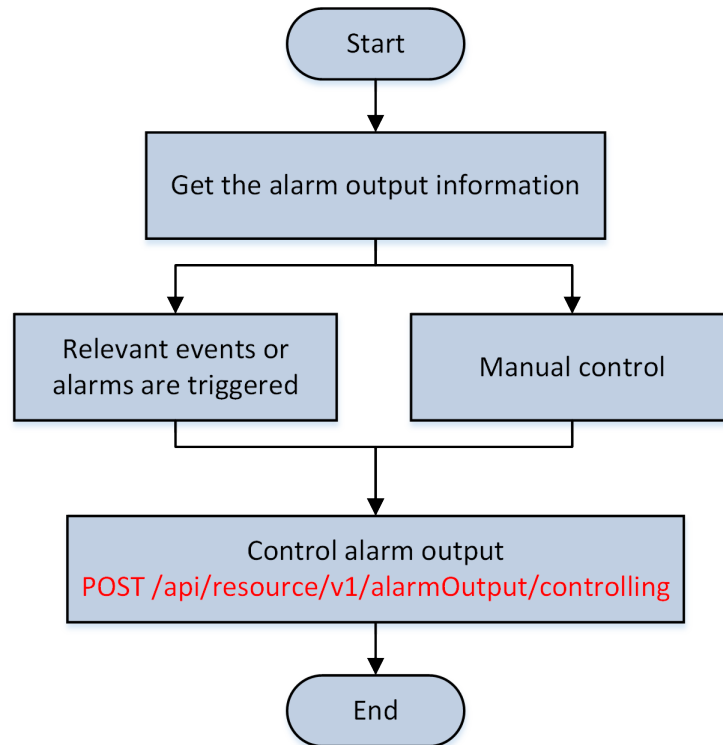 Start
Get the alarm output information
Relevant events or
alarms are triggered
Manual control
Control alarm output
POST /api/resource/v1/alarmOutput/controlling
End